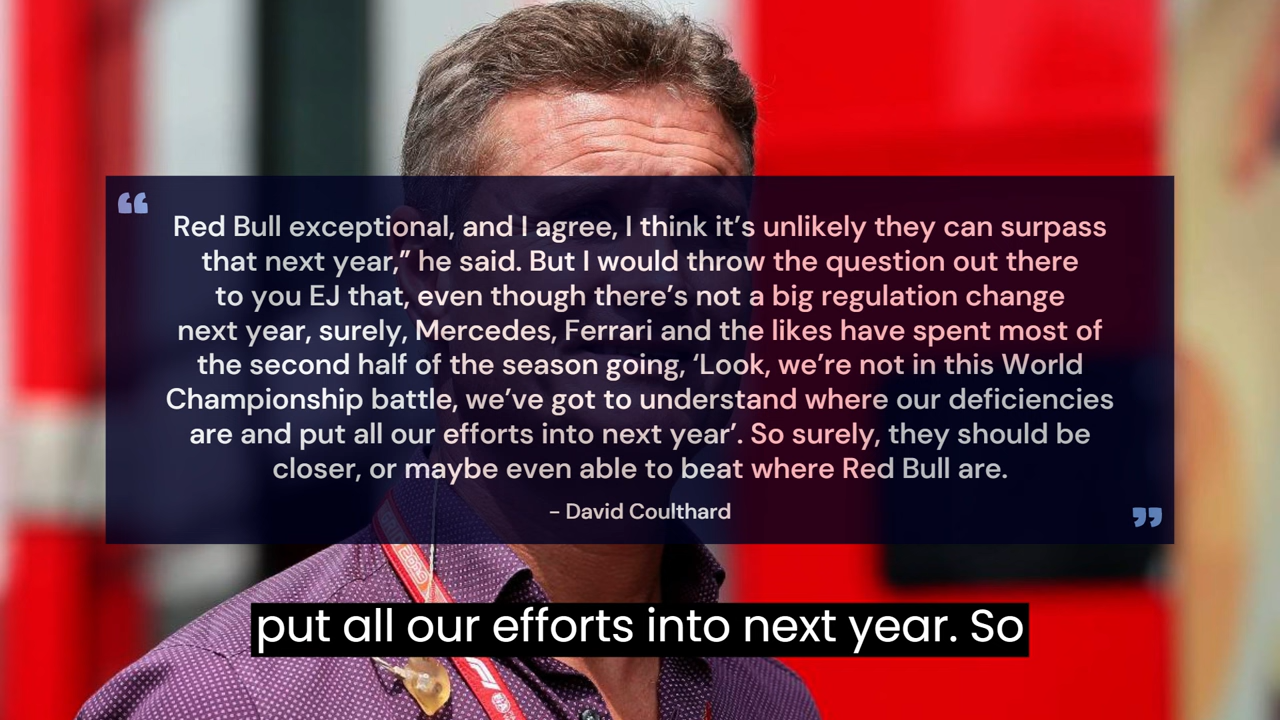 “
Red Bull exceptional, and I agree, I think it’s unlikely they can surpass
that next year,” he said. But I would throw the question out there
to you EJ that, even though there’s not a big regulation change
next year, surely, Mercedes, Ferrari and the likes have spent most of
the second half of the season going, ‘Look, we’re not in this World
Championship battle, we’ve got to understand where our deficiencies
are and put all our efforts into next year’. So surely, they should be
closer, or maybe even able to beat where Red Bull are.
– David Coulthard
”
put all our efforts into next year. So
F1
FIA